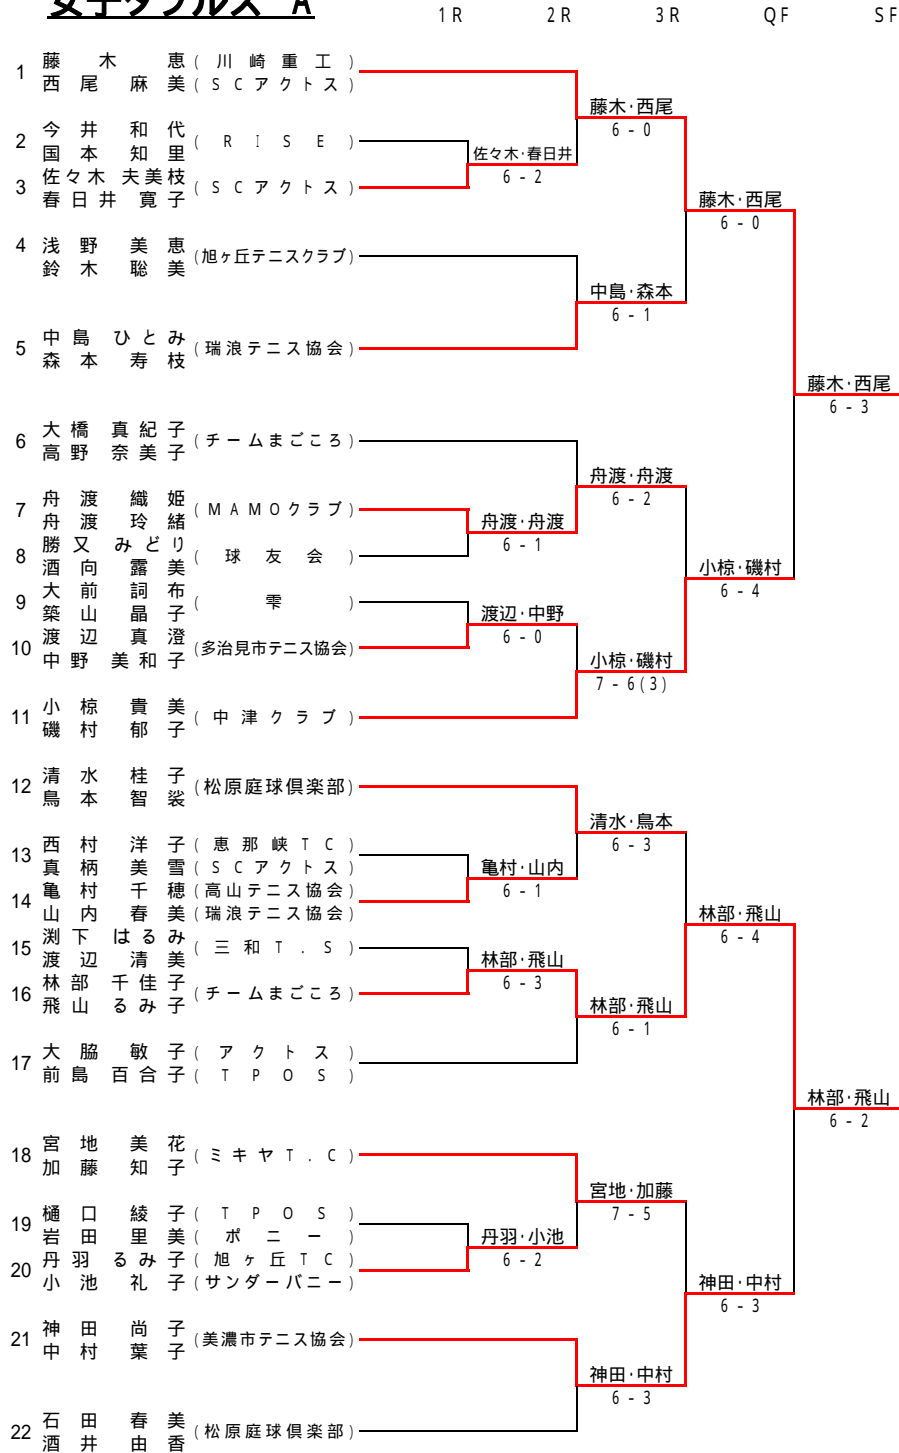 女子ダブルス A
1R 2R 3R QF SF
1 藤木 恵 (川崎重工)
西尾 麻美 (SCアクトス)
藤木・西尾
6-0
2 今井 和代 (RISE)
国本 知里
佐々木・春日井
6-2
3 佐々木 夫美枝 (SCアクトス)
春日井 寛子
藤木・西尾
6-0
4 浅野 美恵 (旭ヶ丘テニスクラブ)
鈴木 聡美
中島・森本
6-1
5 中島 ひとみ (瑞浪テニス協会)
森本 寿枝
藤木・西尾
6-3
6 大橋 真紀子 (チームまごころ)
高野 奈美子
舟渡・舟渡
6-2
7 舟渡 織姫 (MAMOクラブ)
舟渡 玲緒
舟渡・舟渡
6-1
8 勝又 みどり (球友会)
酒向 露美
小椋・磯村
6-4
9 大前 詞布 (雫)
築山 晶子
渡辺・中野
6-0
10 渡辺 真澄 (多治見市テニス協会)
中野 美和子
小椋・磯村
7-6(3)
11 小椋 貴美 (中津クラブ)
磯村 郁子
12 清水 桂子 (松原庭球倶楽部)
鳥本 智裟
清水・鳥本
6-3
13 西村 洋子 (恵那峡TC)
真柄 美雪 (SCアクトス)
亀村・山内
6-1
14 亀村 千穂 (高山テニス協会)
山内 春美 (瑞浪テニス協会)
林部・飛山
6-4
15 渕下 はるみ (三和T.S)
渡辺 清美
林部・飛山
6-3
16 林部 千佳子 (チームまごころ)
飛山 るみ子
林部・飛山
6-1
17 大脇 敏子 (アクトス)
前島 百合子 (TPOS)
林部・飛山
6-2
18 宮地 美花 (ミキヤT.C)
加藤 知子
宮地・加藤
7-5
19 樋口 綾子 (TPOS)
岩田 里美 (ポニー)
丹羽・小池
6-2
20 丹羽 るみ子 (旭ヶ丘TC)
小池 礼子 (サンダーバニー)
神田・中村
6-3
21 神田 尚子 (美濃市テニス協会)
中村 葉子
神田・中村
6-3
22 石田 春美 (松原庭球倶楽部)
酒井 由香